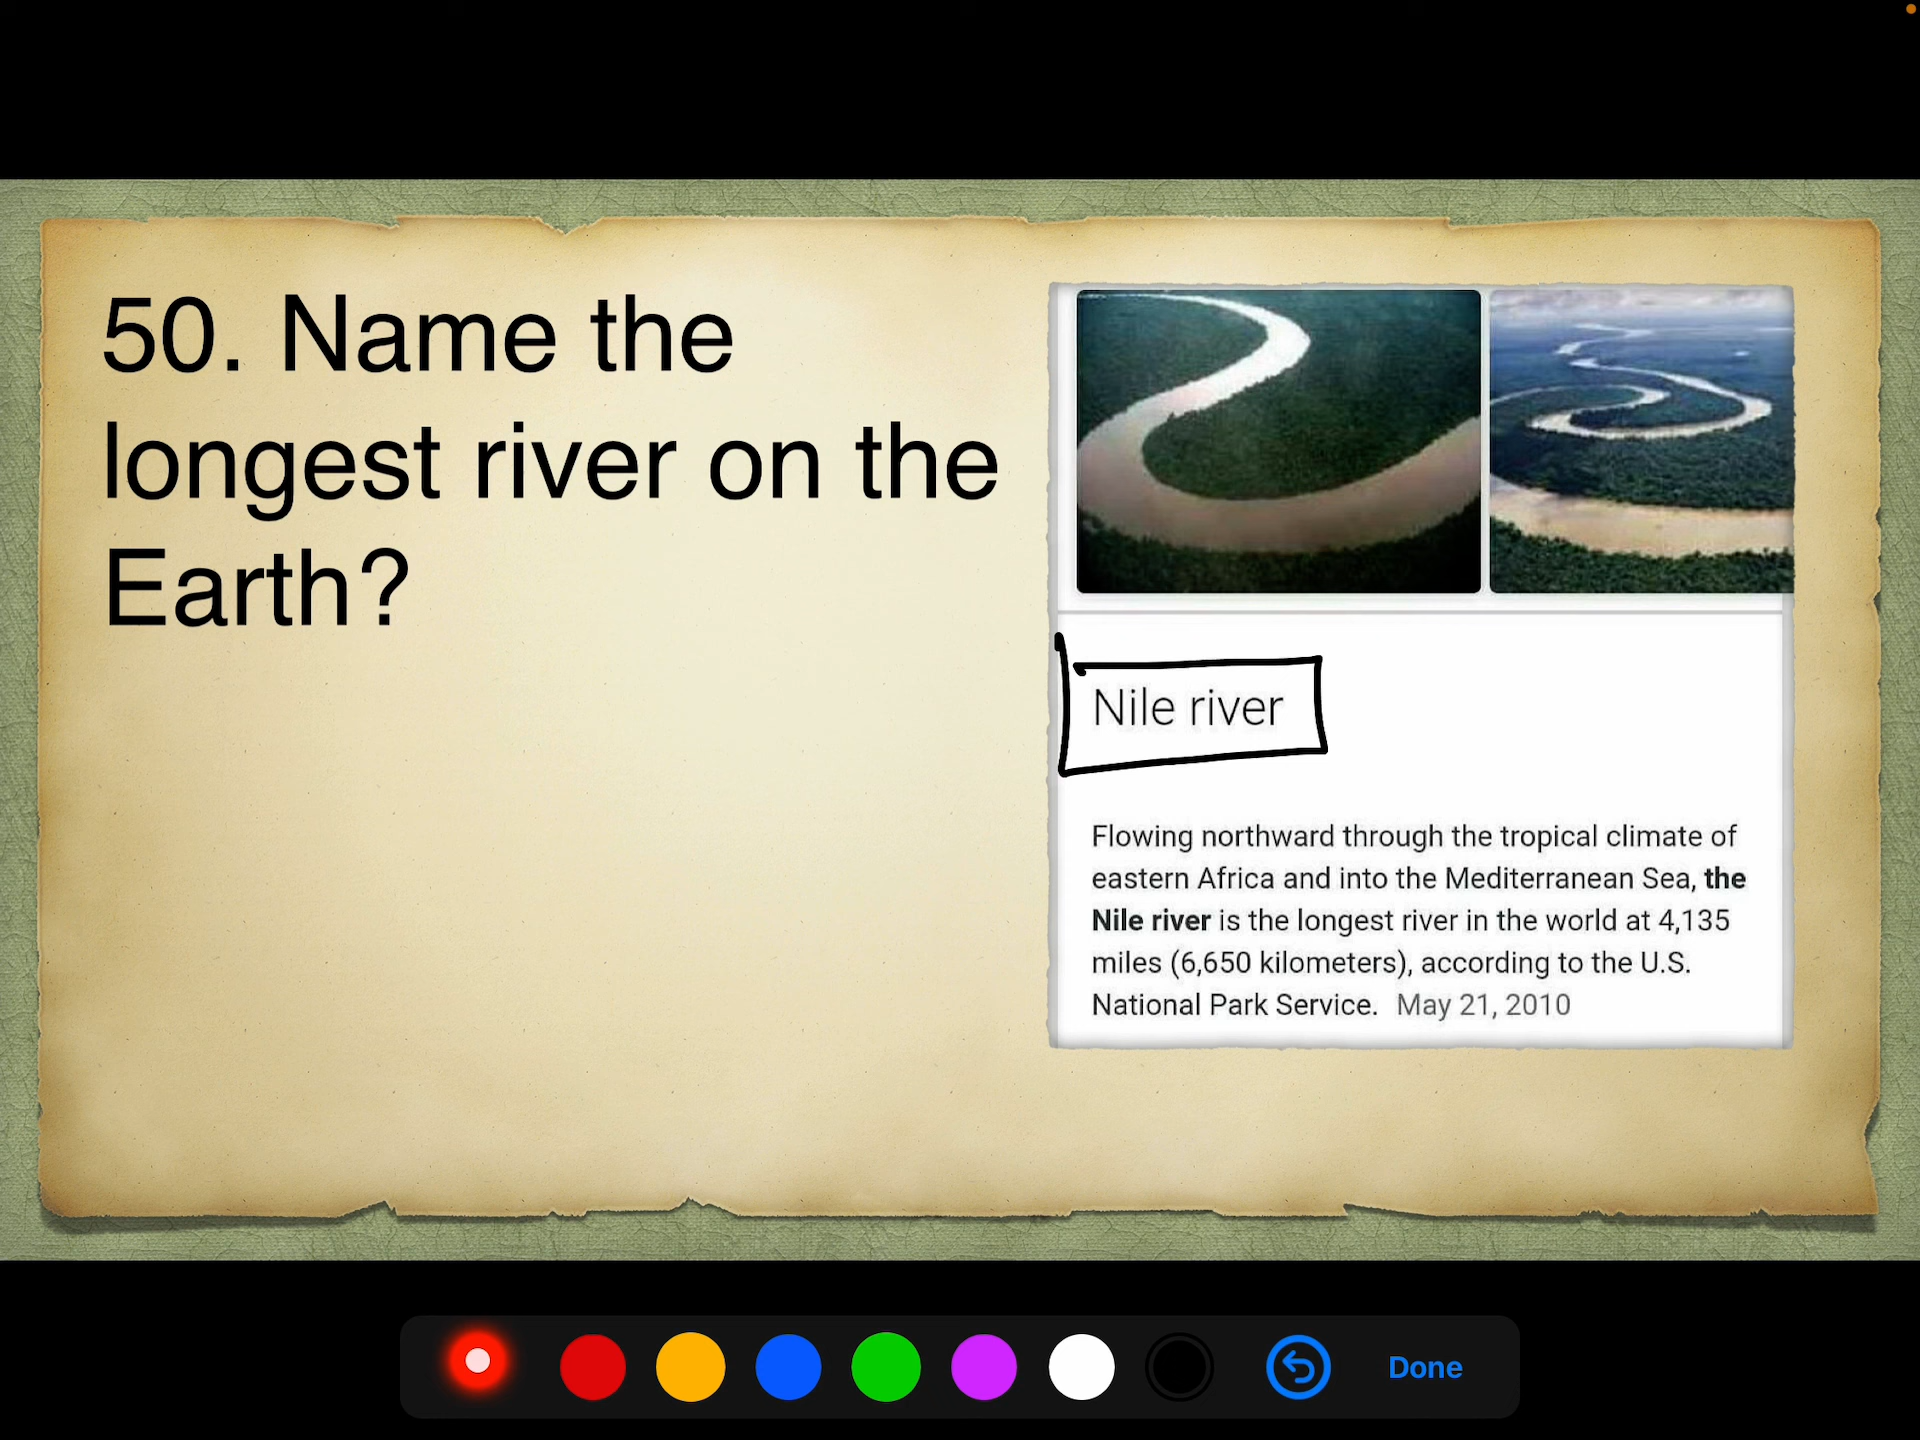 50. Name the
longest river on the
Earth?
Nile river
Flowing northward through the tropical climate of
eastern Africa and into the Mediterranean Sea, the
Nile river is the longest river in the world at 4,135
miles (6,650 kilometers), according to the U.S.
National Park Service. May 21, 2010
Done